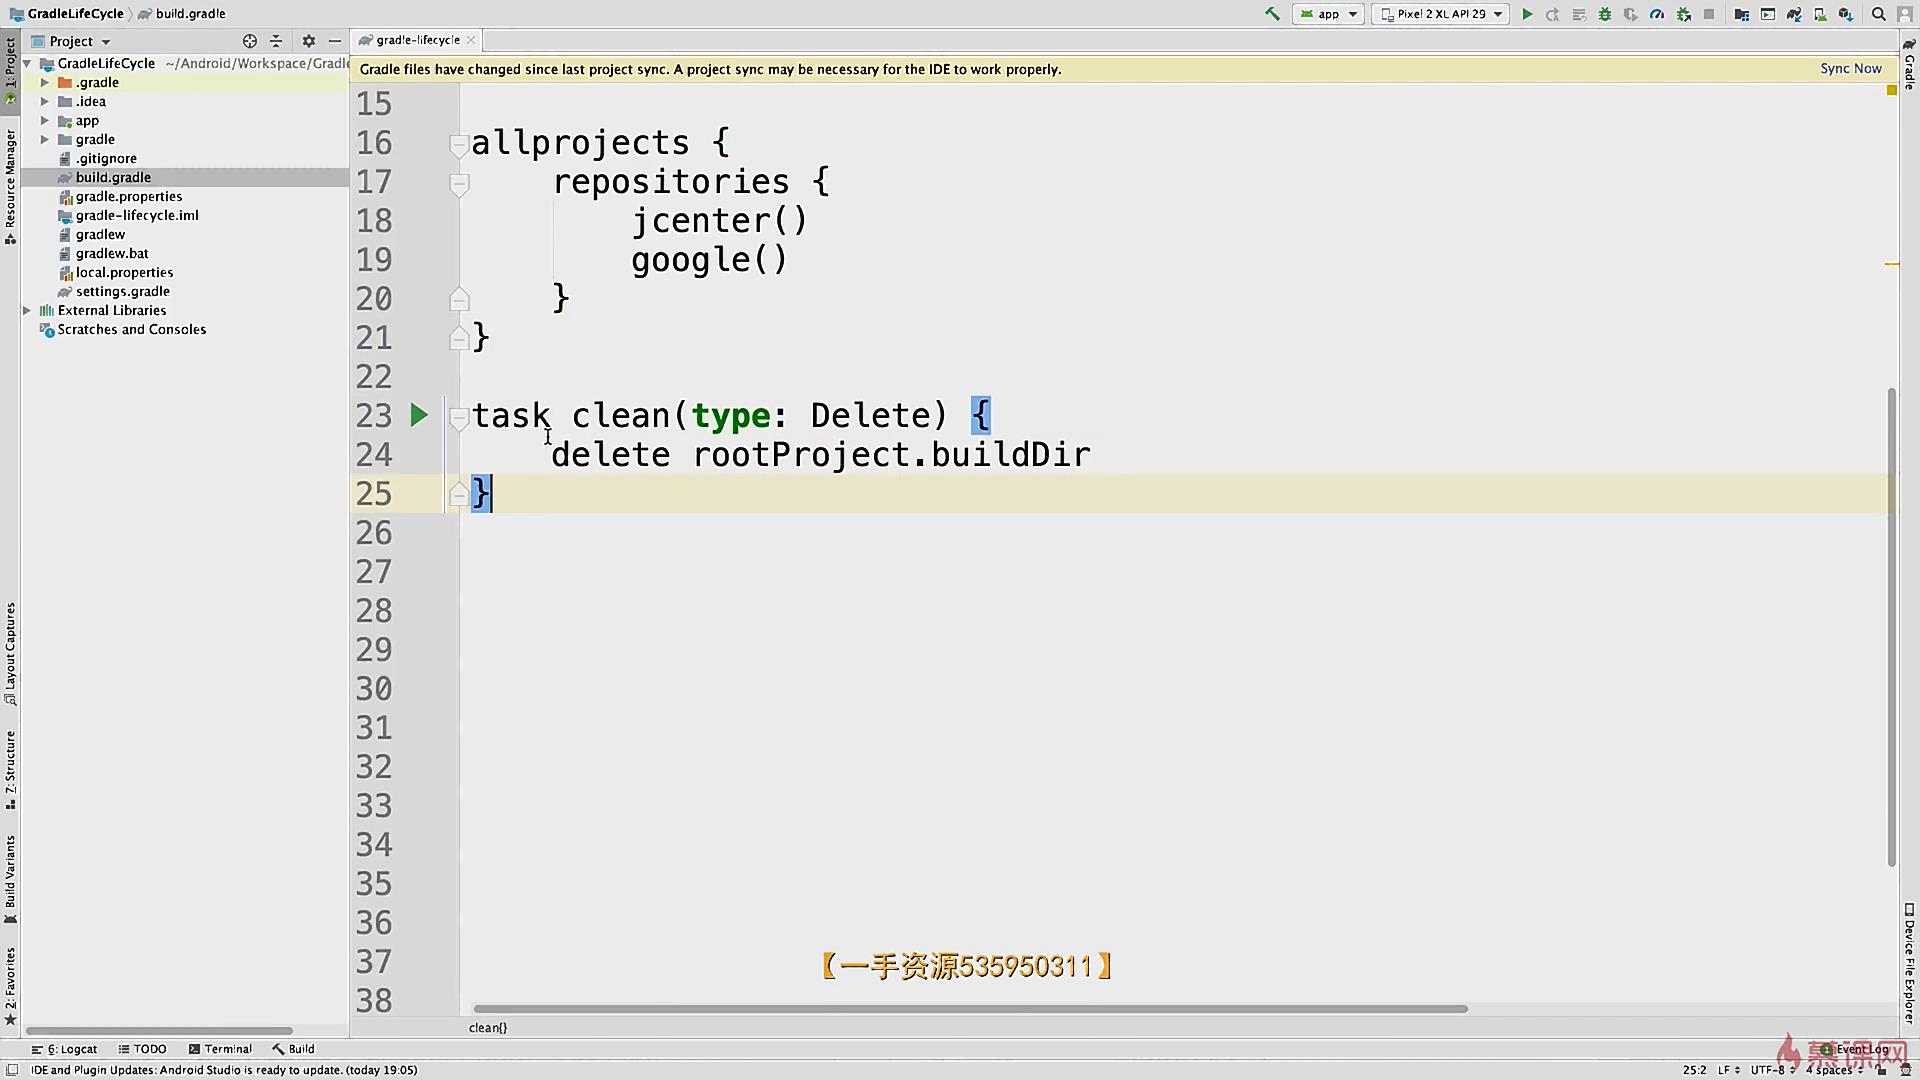 GradleLifeCycle build.gradle
app Pixel 2 XL API 29
Project
gradle-lifecycle
GradleLifeCycle ~/Android/Workspace/Gradle
Gradle files have changed since last project sync. A project sync may be necessary for the IDE to work properly.
Sync Now
.gradle
.idea
app
gradle
.gitignore
build.gradle
gradle.properties
gradle-lifecycle.iml
gradlew
gradlew.bat
local.properties
settings.gradle
External Libraries
Scratches and Consoles
15
16 allprojects {
17 repositories {
18 jcenter()
19 google()
20 }
21 }
22
23 task clean(type: Delete) {
24 delete rootProject.buildDir
25 }
26
27
28
29
30
31
32
33
34
35
36
37
38
【一手资源535950311】
clean{}
1: Project
Resource Manager
Layout Captures
Z: Structure
Build Variants
2: Favorites
Gradle
Device File Explorer
6: Logcat TODO Terminal Build
Event Log
慕课网
IDE and Plugin Updates: Android Studio is ready to update. (today 19:05)
25:2 LF UTF-8 4 spaces